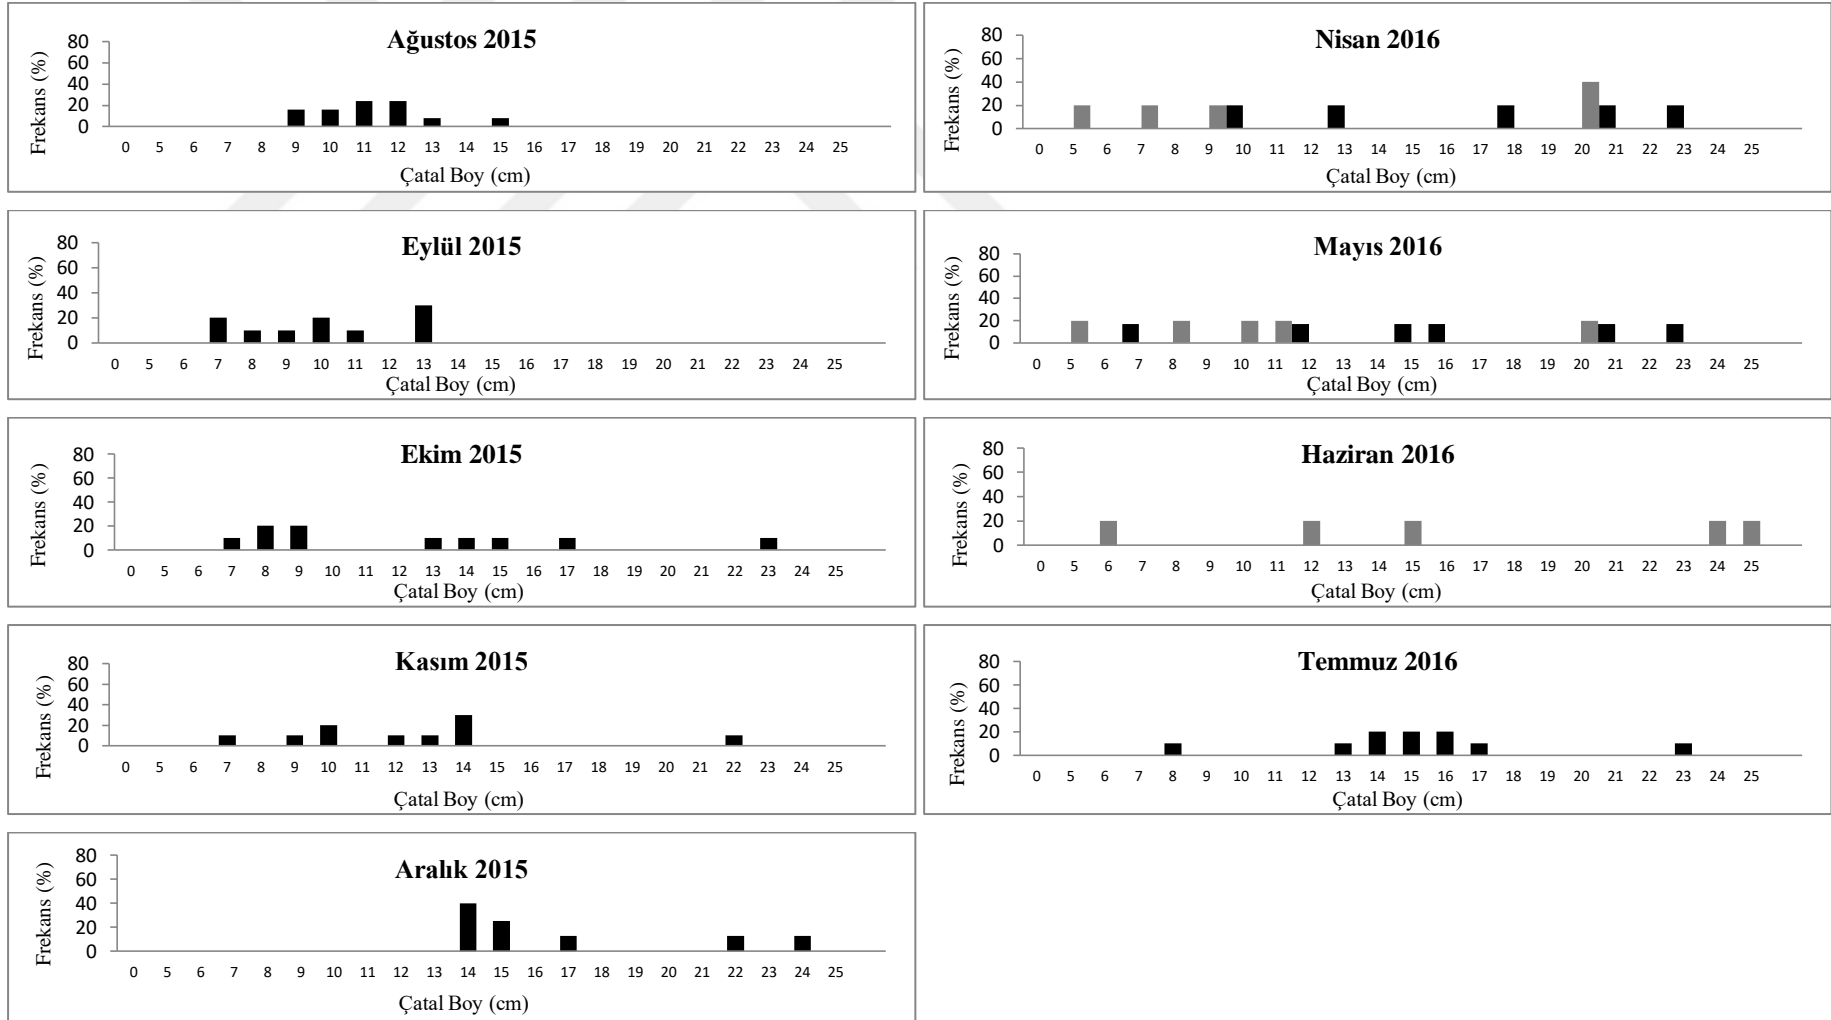 Ağustos 2015
Frekans (%)
80
60
40
20
0
0 5 6 7 8 9 10 11 12 13 15 16 17 18 19 20 21 22 23 24 25
Çatal Boy (cm)
Eylül 2015
Frekans (%)
80
60
40
20
0
0 5 6 7 8 9 10 11 12 13 14 15 16 17 18 19 20 21 22 23 24 25
Çatal Boy (cm)
Ekim 2015
Frekans (%)
80
60
40
20
0
0 5 6 7 8 9 10 11 12 13 14 15 16 17 18 19 20 21 22 23 24 25
Çatal Boy (cm)
Kasım 2015
Frekans (%)
80
60
40
20
0
0 5 6 7 8 9 10 11 12 13 14 15 16 17 18 19 20 21 22 23 24 25
Çatal Boy (cm)
Aralık 2015
Frekans (%)
80
60
40
20
0
0 5 6 7 8 9 10 11 12 13 14 15 16 17 18 19 20 21 22 23 24 25
Çatal Boy (cm)
Nisan 2016
Frekans (%)
80
60
40
20
0
0 5 6 7 9 10 11 12 13 14 15 16 17 18 19 20 21 22 23 24 25
Çatal Boy (cm)
Mayıs 2016
Frekans (%)
80
60
40
20
0
0 5 6 7 8 9 10 11 12 13 14 15 16 17 18 19 20 21 22 23 24 25
Çatal Boy (cm)
Haziran 2016
Frekans (%)
80
60
40
20
0
0 5 6 7 8 9 10 11 12 13 14 15 16 17 18 19 20 21 22 23 24 25
Çatal Boy (cm)
Temmuz 2016
Frekans (%)
80
60
40
20
0
0 5 6 7 8 9 10 11 12 13 14 15 16 17 18 19 20 21 22 23 24 25
Çatal Boy (cm)